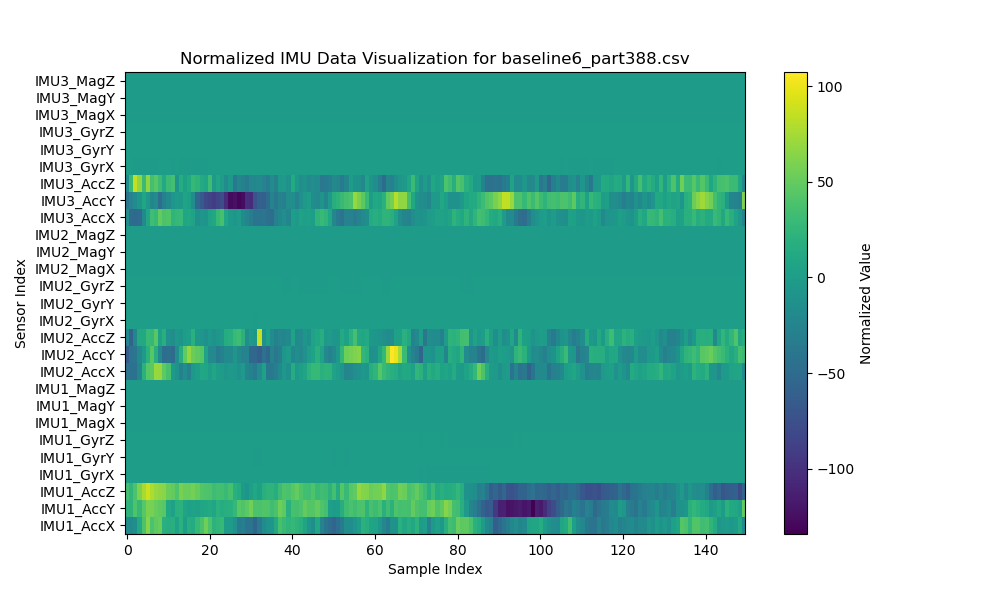 Normalized IMU Data Visualization for baseline6_part388.csv
IMU3_MagZ
IMU3_MagY
IMU3_MagX
IMU3_GyrZ
IMU3_GyrY
IMU3_GyrX
IMU3_AccZ
IMU3_AccY
IMU3_AccX
IMU2_MagZ
IMU2_MagY
IMU2_MagX
IMU2_GyrZ
IMU2_GyrY
IMU2_GyrX
IMU2_AccZ
IMU2_AccY
IMU2_AccX
IMU1_MagZ
IMU1_MagY
IMU1_MagX
IMU1_GyrZ
IMU1_GyrY
IMU1_GyrX
IMU1_AccZ
IMU1_AccY
IMU1_AccX
Sensor Index
0 20 40 60 80 100 120 140
Sample Index
100
50
0
−50
−100
Normalized Value